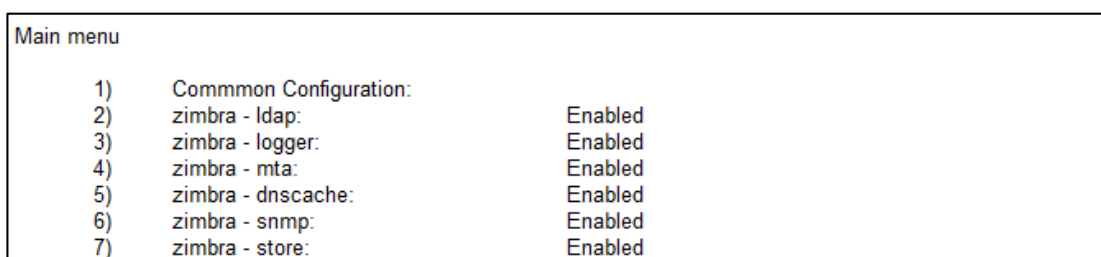 Main menu
1) Commmon Configuration:
2) zimbra - ldap: Enabled
3) zimbra - logger: Enabled
4) zimbra - mta: Enabled
5) zimbra - dnscache: Enabled
6) zimbra - snmp: Enabled
7) zimbra - store: Enabled